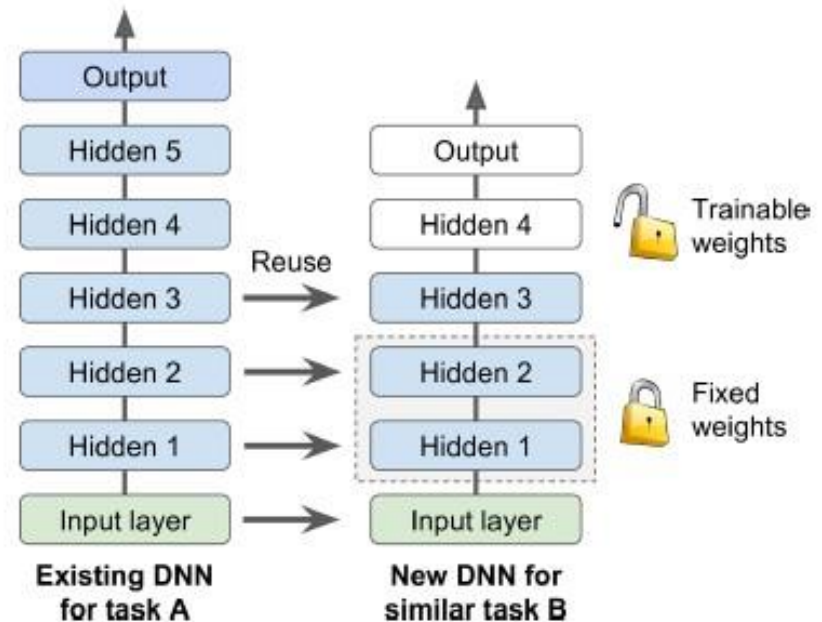 Output
Hidden 5
Hidden 4
Hidden 3
Hidden 2
Hidden 1
Input layer
Existing DNN
for task A
Reuse
Output
Hidden 4
Hidden 3
Hidden 2
Hidden 1
Input layer
New DNN for
similar task B
Trainable
weights
Fixed
weights